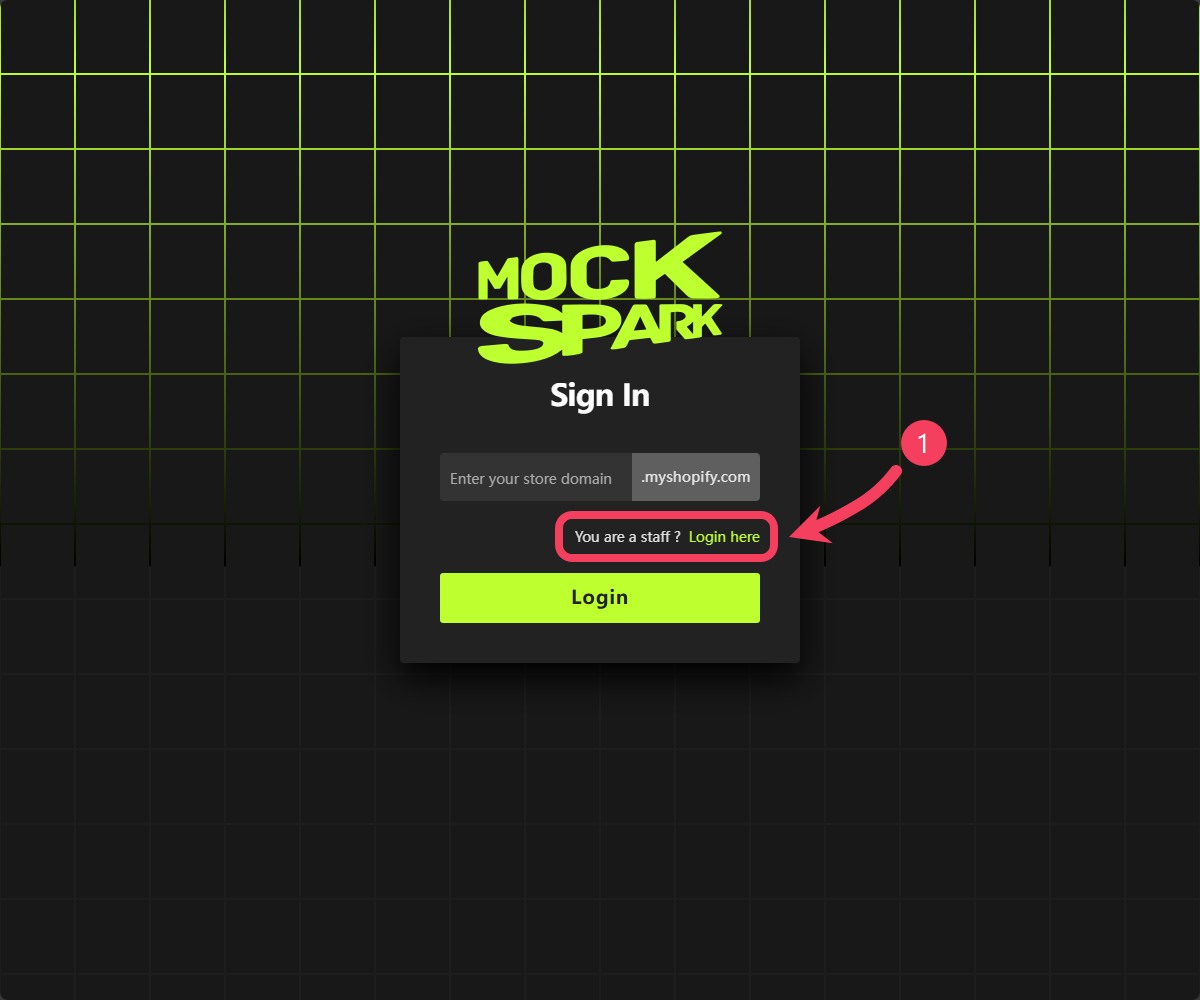 MOCK
SPARK
Sign In
1
Enter your store domain .myshopify.com
You are a staff ? Login here
Login